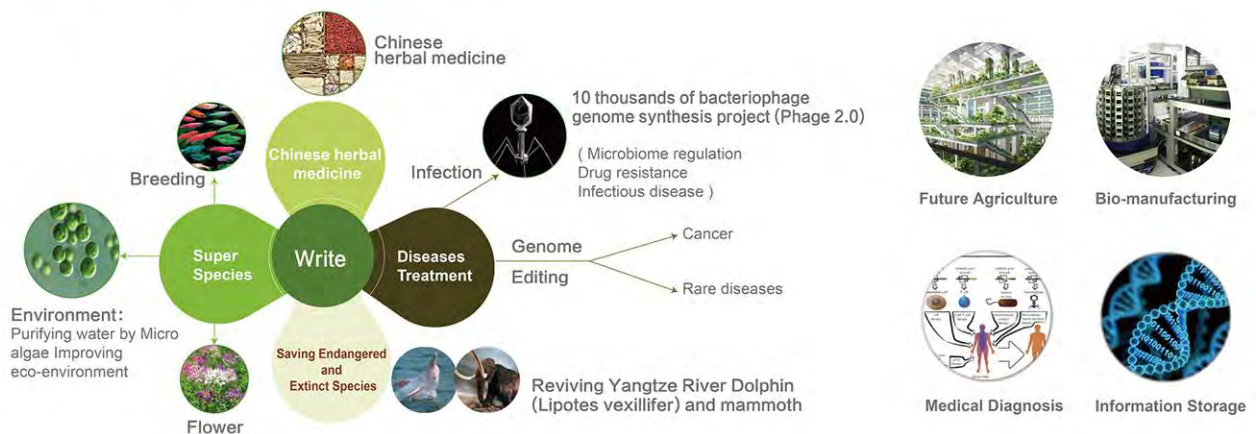 Chinese
herbal medicine
10 thousands of bacteriophage
genome synthesis project (Phage 2.0)
( Microbiome regulation
Drug resistance
Infectious disease )
Breeding
Chinese herbal
medicine
Infection
Super
Species
Write
Diseases
Treatment
Genome
Editing
Cancer
Rare diseases
Environment:
Purifying water by Micro
algae Improving
eco-environment
Flower
Saving Endangered
and
Extinct Species
Reviving Yangtze River Dolphin
(Lipotes vexillifer) and mammoth
Future Agriculture
Bio-manufacturing
Medical Diagnosis
Information Storage